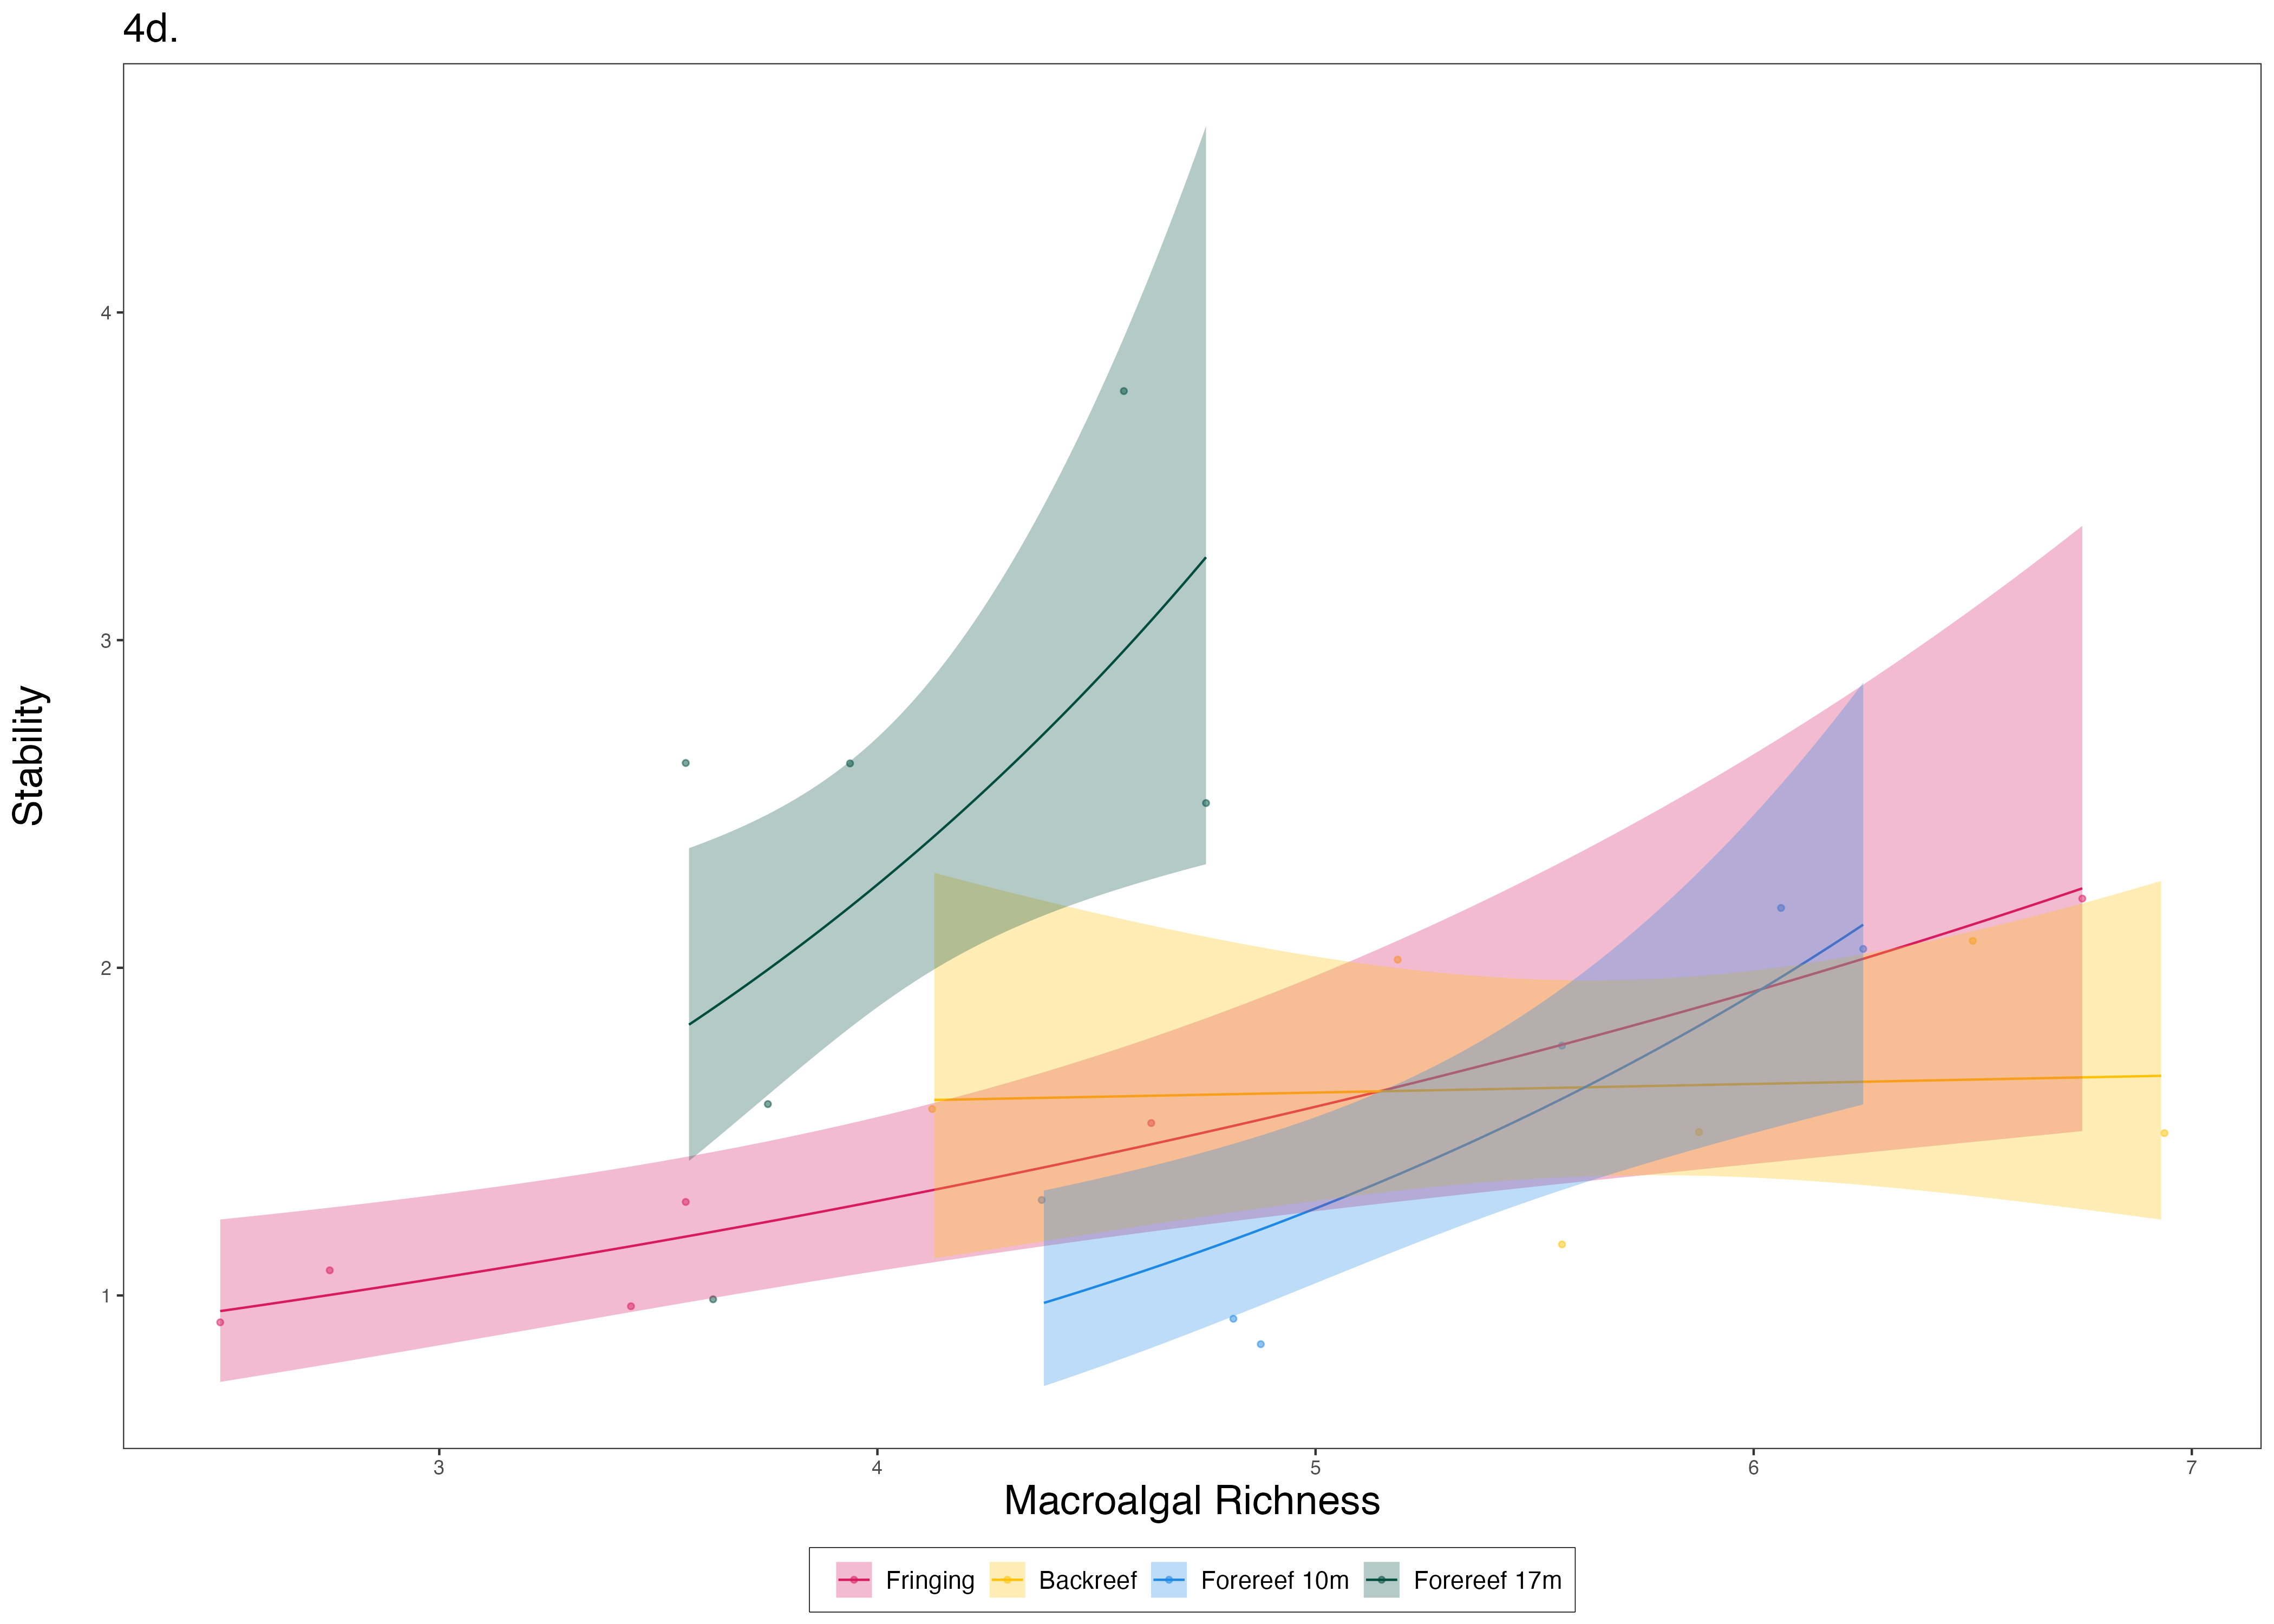 4d.
Stability
4
3
2
1
3 4 5 6 7
Macroalgal Richness
Fringing Backreef Forereef 10m Forereef 17m